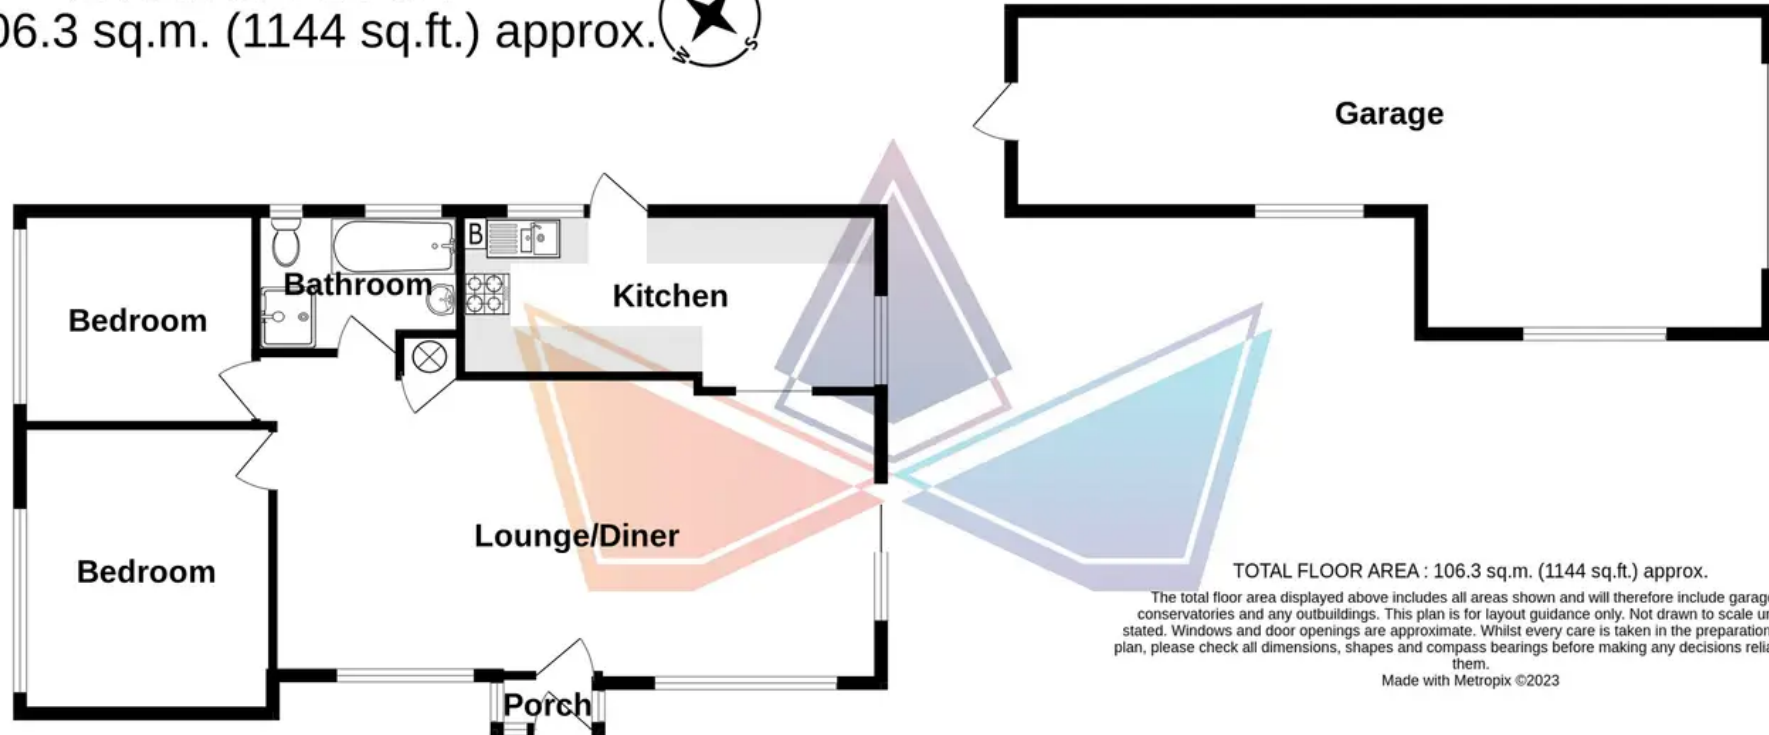 06.3 sq.m. (1144 sq.ft.) approx.
W
S
Garage
B
Bathroom
Kitchen
Bedroom
Lounge/Diner
Bedroom
Porch
TOTAL FLOOR AREA : 106.3 sq.m. (1144 sq.ft.) approx.
The total floor area displayed above includes all areas shown and will therefore include garag
conservatories and any outbuildings. This plan is for layout guidance only. Not drawn to scale u
stated. Windows and door openings are approximate. Whilst every care is taken in the preparation
plan, please check all dimensions, shapes and compass bearings before making any decisions relia
them.
Made with Metropix ©2023